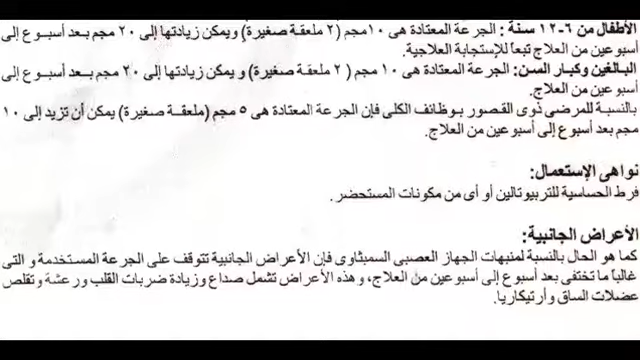 الأطفال من ٦-١٢ سنة : الجرعة المعتادة هى ١٠مجم (٢ ملعقة صغيرة) ويمكن زيادتها إلى ٢٠ مجم بعد أسبوع إلى
أسبوعين من العلاج تبعاً للإستجابة العلاجية.
البالغين وكبار السن: الجرعة المعتادة هى ١٠ مجم ( ٢ ملعقة صغيرة) و يمكن زيادتها إلى ٢٠ مجم بعد أسبوع إلى
أسبوعين من العلاج.
بالنسبة للمرضى ذوى القصور بوظائف الكلى فإن الجرعة المعتادة هى ٥ مجم (ملعقة صغيرة) يمكن أن تزيد إلى ١٠
مجم بعد أسبوع إلى أسبوعين من العلاج.
نواهى الإستعمال:
فرط الحساسية للتربيوتالين أو أى من مكونات المستحضر.
الأعراض الجانبية:
كما هو الحال بالنسبة لمنبهات الجهاز العصبى السمبثاوى فإن الأعراض الجانبية تتوقف على الجرعة المستخدمة و التى
غالباً ما تختفى بعد أسبوع إلى أسبوعين من العلاج، و هذه الأعراض تشمل صداع وزيادة ضربات القلب ورعشة وتقلص
عضلات الساق وأرتيكاريا.